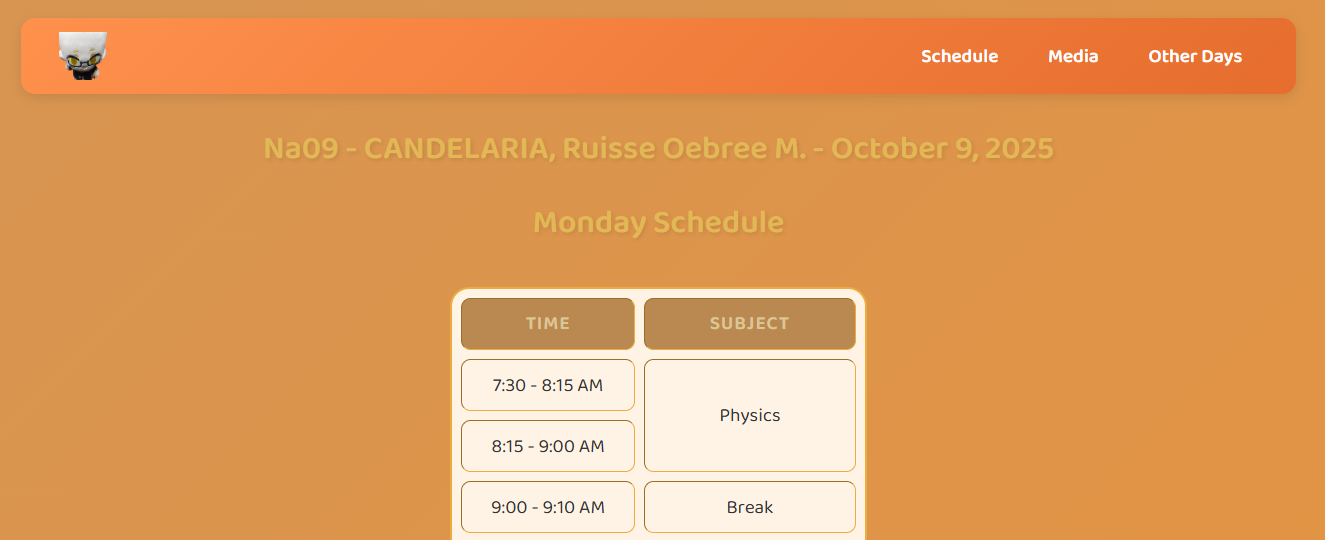 Schedule Media Other Days
Na09 - CANDELARIA, Ruisse Oebree M. - October 9, 2025
Monday Schedule
TIME SUBJECT
7:30 - 8:15 AM
Physics
8:15 - 9:00 AM
9:00 - 9:10 AM Break